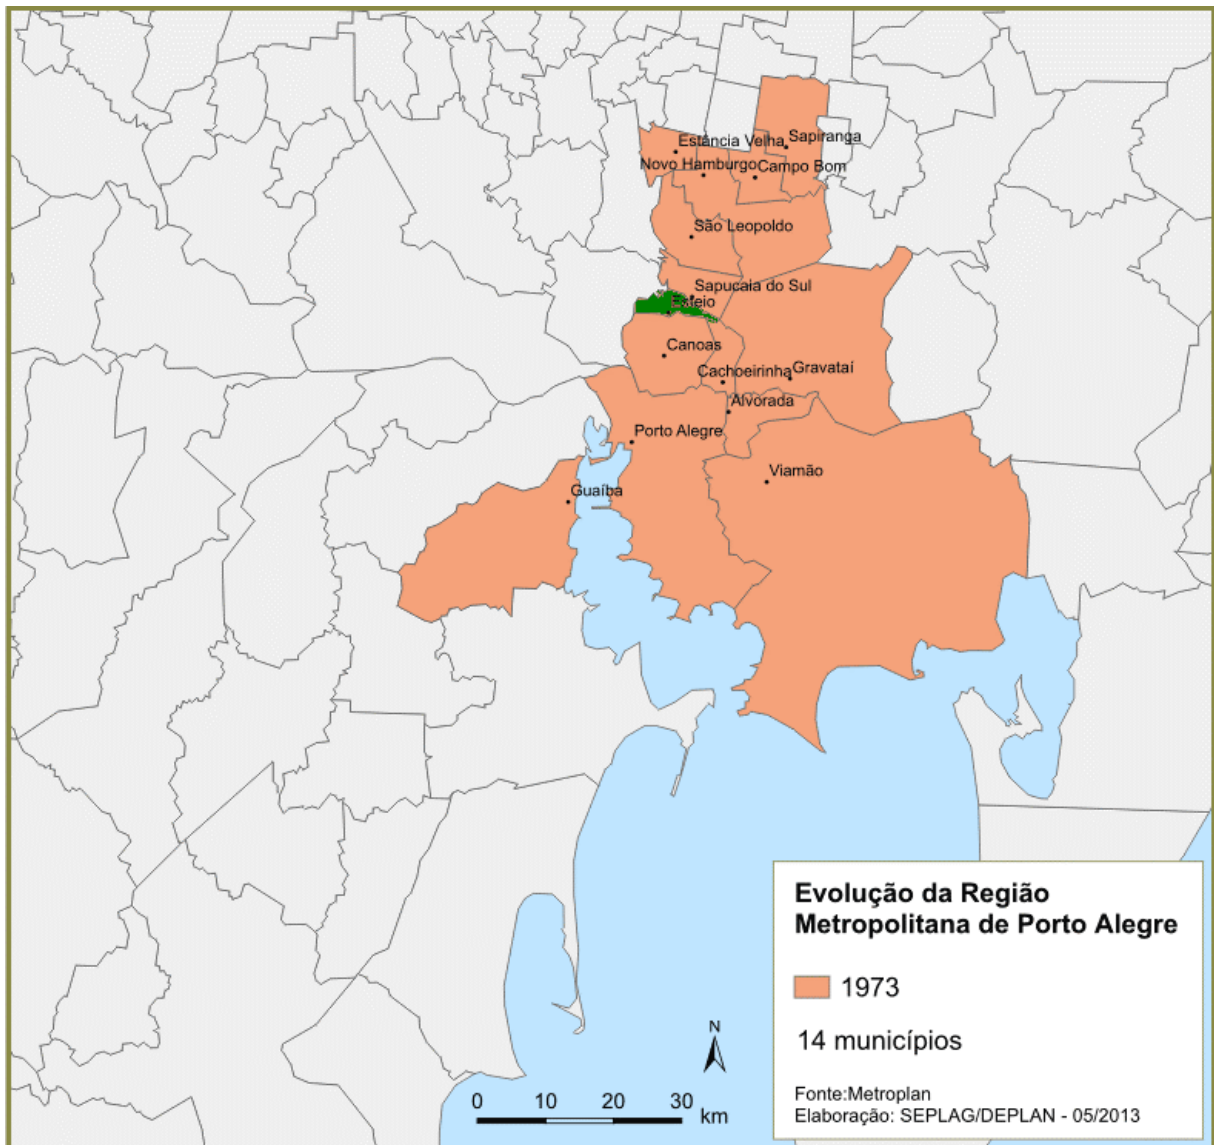 Estância Velha
Sapiranga
Novo Hamburgo
Campo Bom
São Leopoldo
Sapucaia do Sul
Esteio
Canoas
Cachoeirinha
Gravataí
Alvorada
Porto Alegre
Viamão
Guaíba
Evolução da Região
Metropolitana de Porto Alegre
1973
14 municípios
Fonte:Metroplan
Elaboração: SEPLAG/DEPLAN - 05/2013
N
0 10 20 30
km